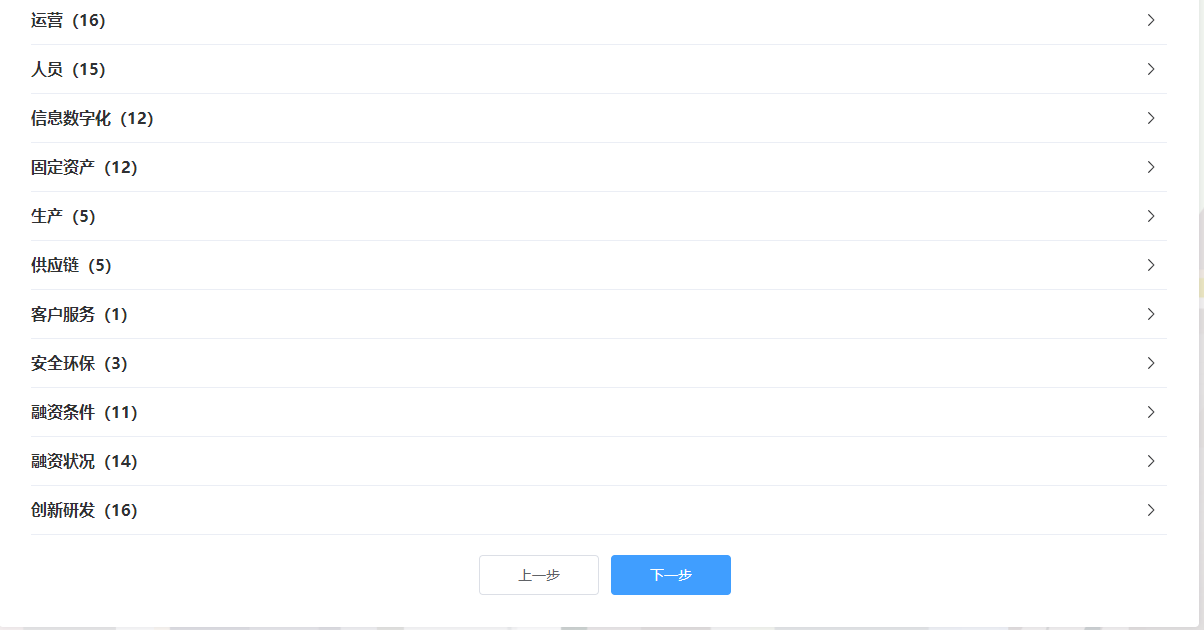 运营（16）
人员（15）
信息数字化（12）
固定资产（12）
生产（5）
供应链（5）
客户服务（1）
安全环保（3）
融资条件（11）
融资状况（14）
创新研发（16）
上一步 下一步